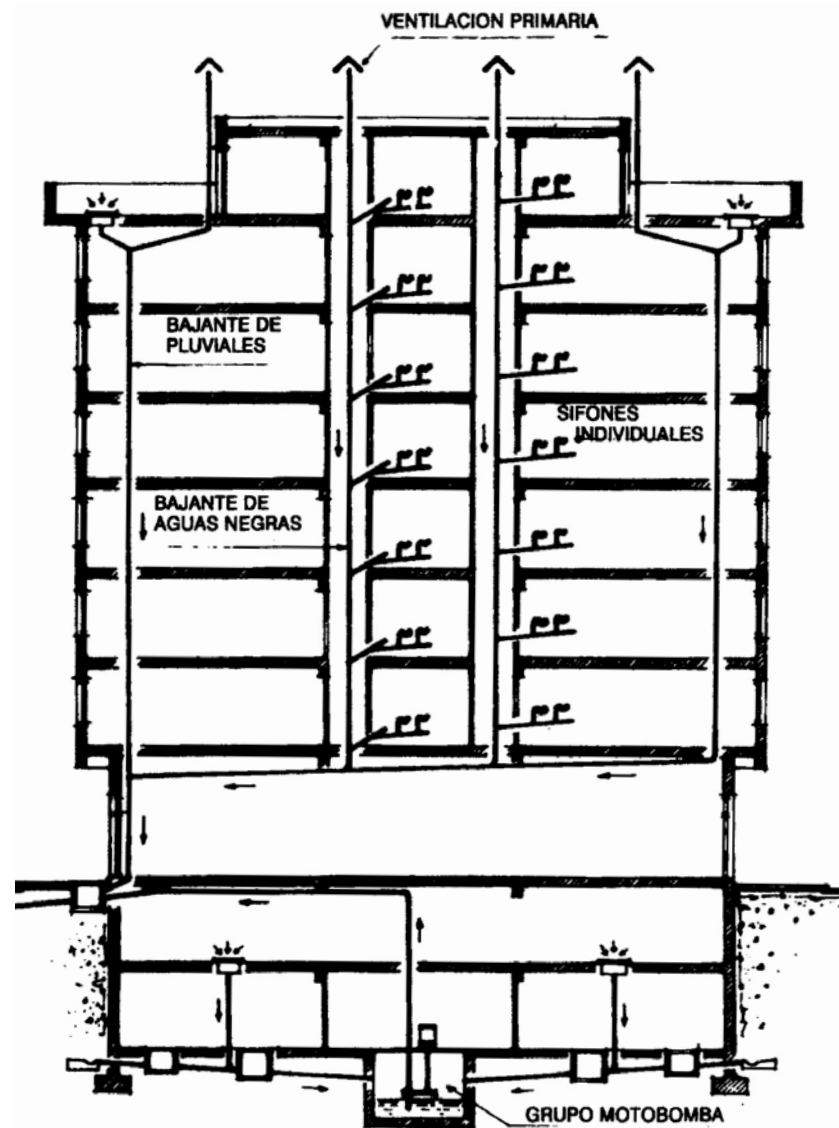 VENTILACION PRIMARIA
BAJANTE DE
PLUVIALES
SIFONES
INDIVIDUALES
BAJANTE DE
AGUAS NEGRAS
GRUPO MOTOBOMBA